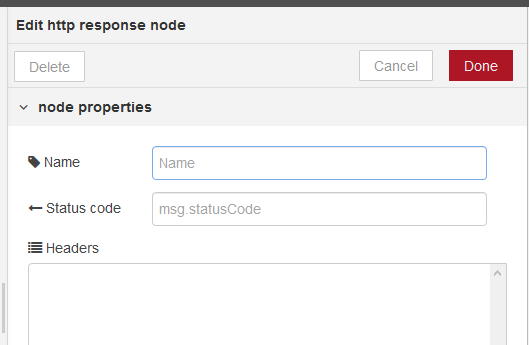 Edit http response node
Delete
Cancel
Done
node properties
Name
Name
Status code
msg.statusCode
Headers